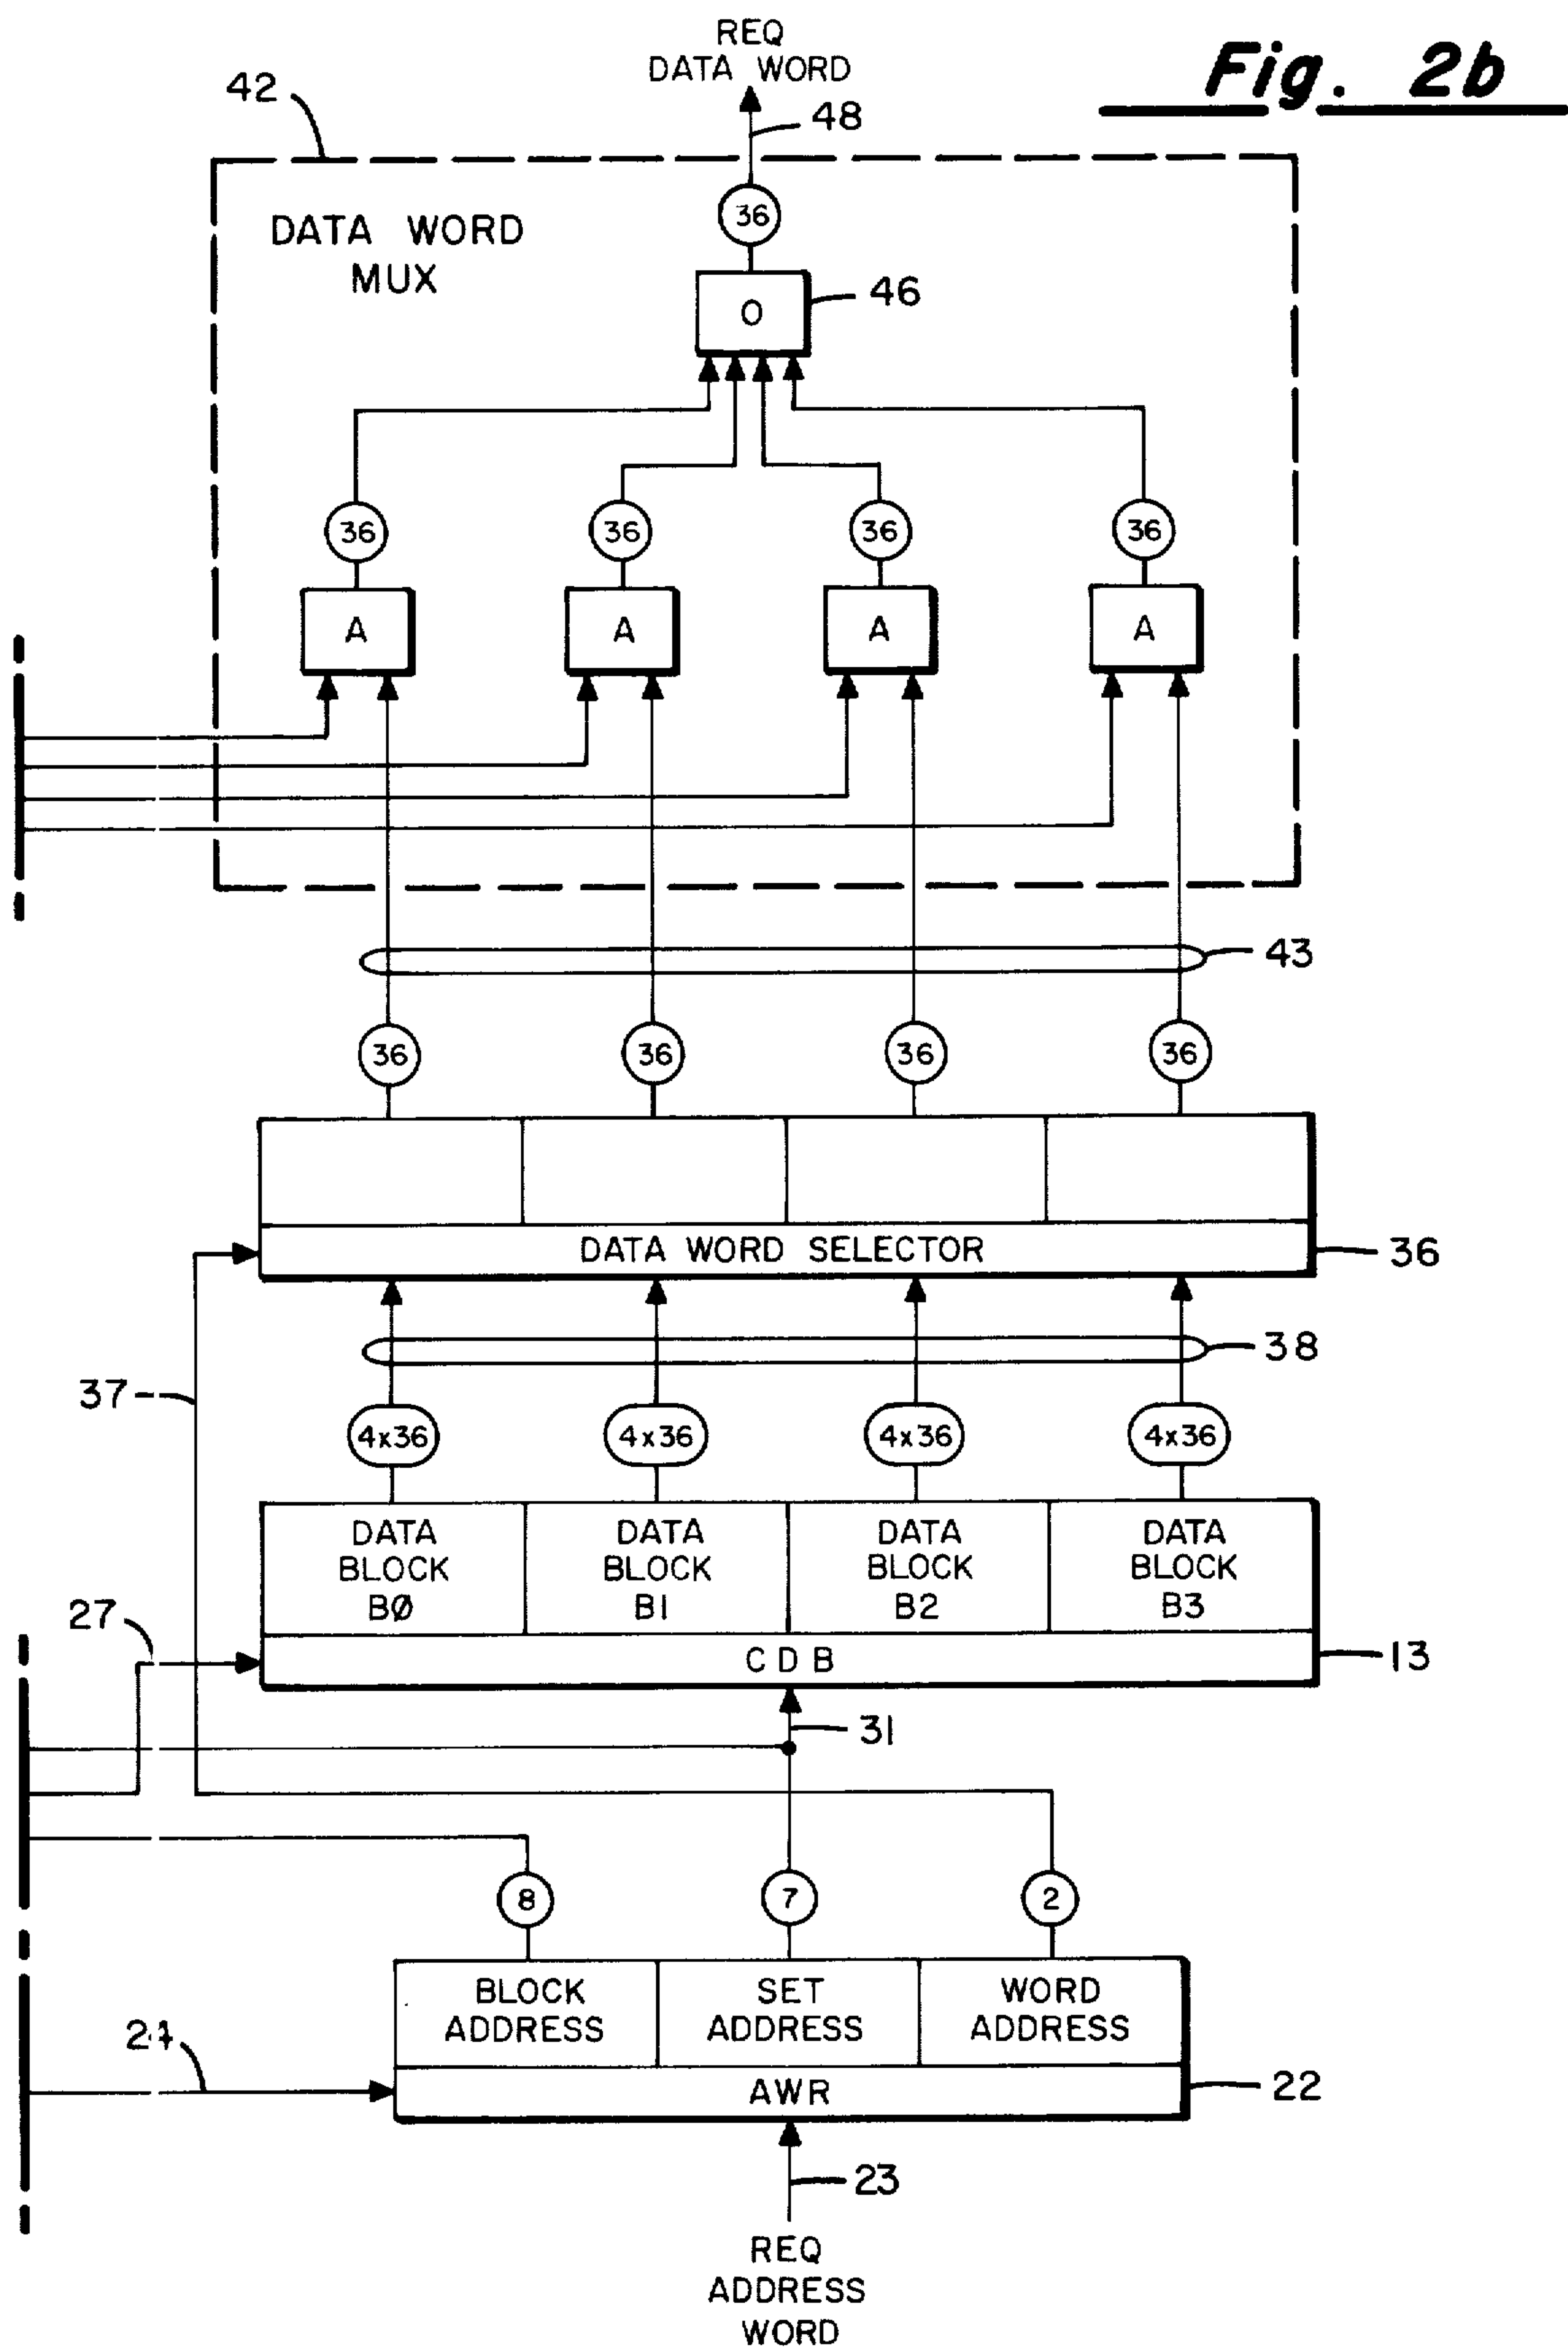 REQ
DATA WORD
Fig. 2b
42
48
36
DATA WORD
MUX
46
O
36 36 36 36
A A A A
43
36 36 36 36
DATA WORD SELECTOR
36
38
37
4x36 4x36 4x36 4x36
DATA BLOCK BØ
DATA BLOCK B1
DATA BLOCK B2
DATA BLOCK B3
27
CDB
13
31
8 7 2
BLOCK ADDRESS
SET ADDRESS
WORD ADDRESS
24
AWR
22
23
REQ
ADDRESS
WORD